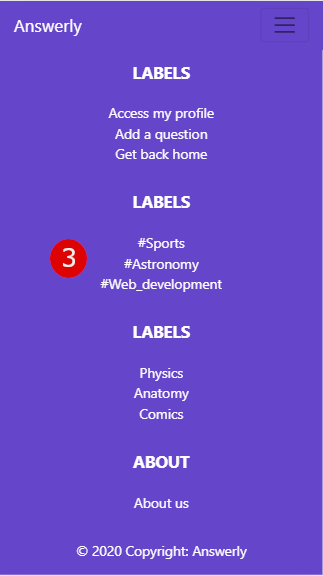 Answerly
LABELS
Access my profile
Add a question
Get back home
LABELS
#Sports
3
#Astronomy
#Web_development
LABELS
Physics
Anatomy
Comics
ABOUT
About us
© 2020 Copyright: Answerly